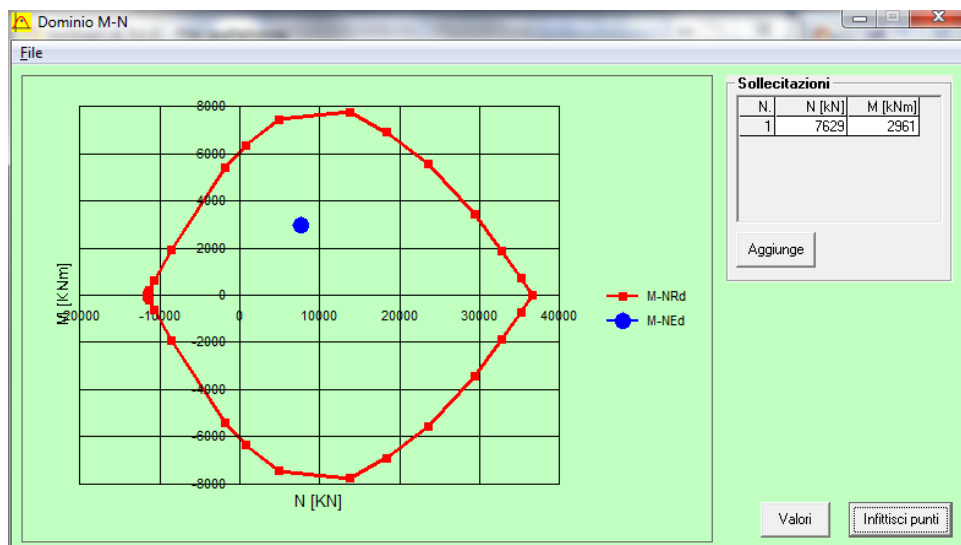 Dominio M-N
File
Sollecitazioni
N. N [kN] M [kNm]
1 7629 2961
Aggiunge
8000
6000
4000
2000
0
-20000 -10000 0 10000 20000 30000 40000
-2000
-4000
-6000
-8000
M [KNm]
N [KN]
M-NRd
M-NEd
Valori
Infittisci punti